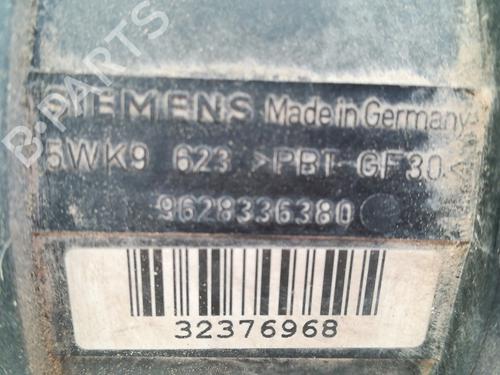 B-PARTS
SIEMENS Made in Germany
5WK9 623 >PBT-GF30<
9628336380
32376968